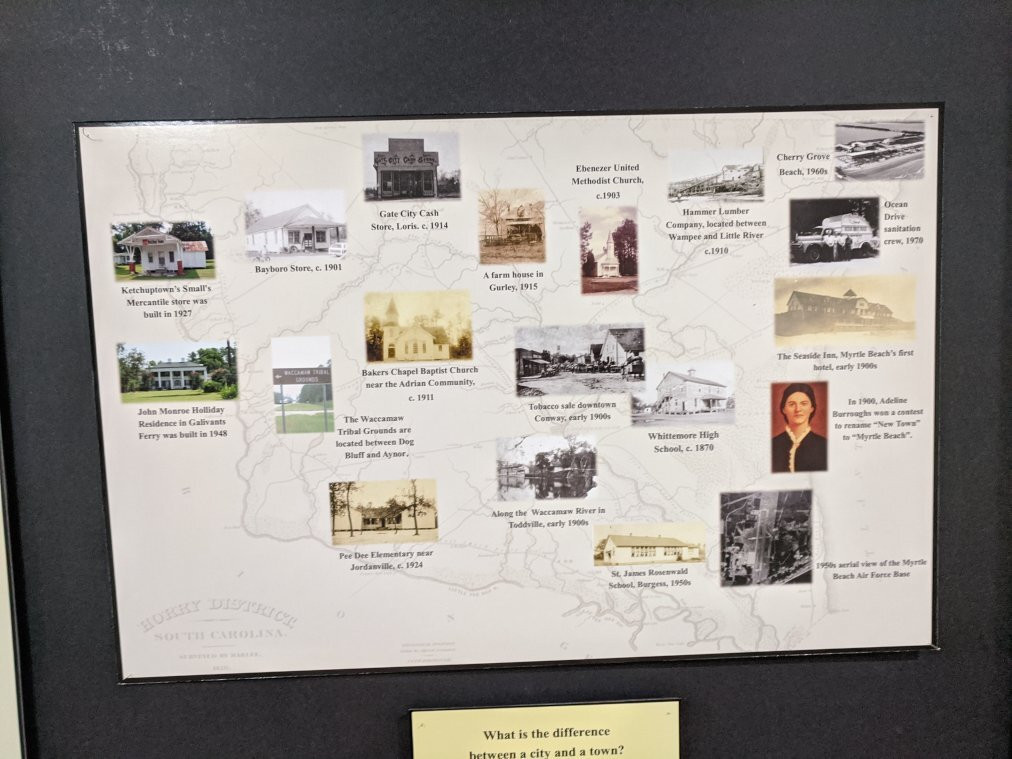 Gate City Cash
Store, Loris. c. 1914
Bayboro Store, c. 1901
Ketchuptown's Small's
Mercantile store was
built in 1927
A farm house in
Gurley, 1915
Ebenezer United
Methodist Church,
c.1903
Hammer Lumber
Company, located between
Wampee and Little River
c.1910
Cherry Grove
Beach, 1960s
Ocean
Drive
sanitation
crew, 1970
The Seaside Inn, Myrtle Beach's first
hotel, early 1900s
John Monroe Holliday
Residence in Galivants
Ferry was built in 1948
WACCAMAW TRIBAL
GROUNDS
The Waccamaw
Tribal Grounds are
located between Dog
Bluff and Aynor.
Bakers Chapel Baptist Church
near the Adrian Community,
c. 1911
Tobacco sale downtown
Conway, early 1900s
Whittemore High
School, c. 1870
In 1900, Adeline
Burroughs won a contest
to rename "New Town"
to "Myrtle Beach".
Along the Waccamaw River in
Toddville, early 1900s
Pee Dee Elementary near
Jordanville, c. 1924
St. James Rosenwald
School, Burgess, 1950s
1950s aerial view of the Myrtle
Beach Air Force Base
HORRY DISTRICT
SOUTH CAROLINA.
What is the difference
between a city and a town?